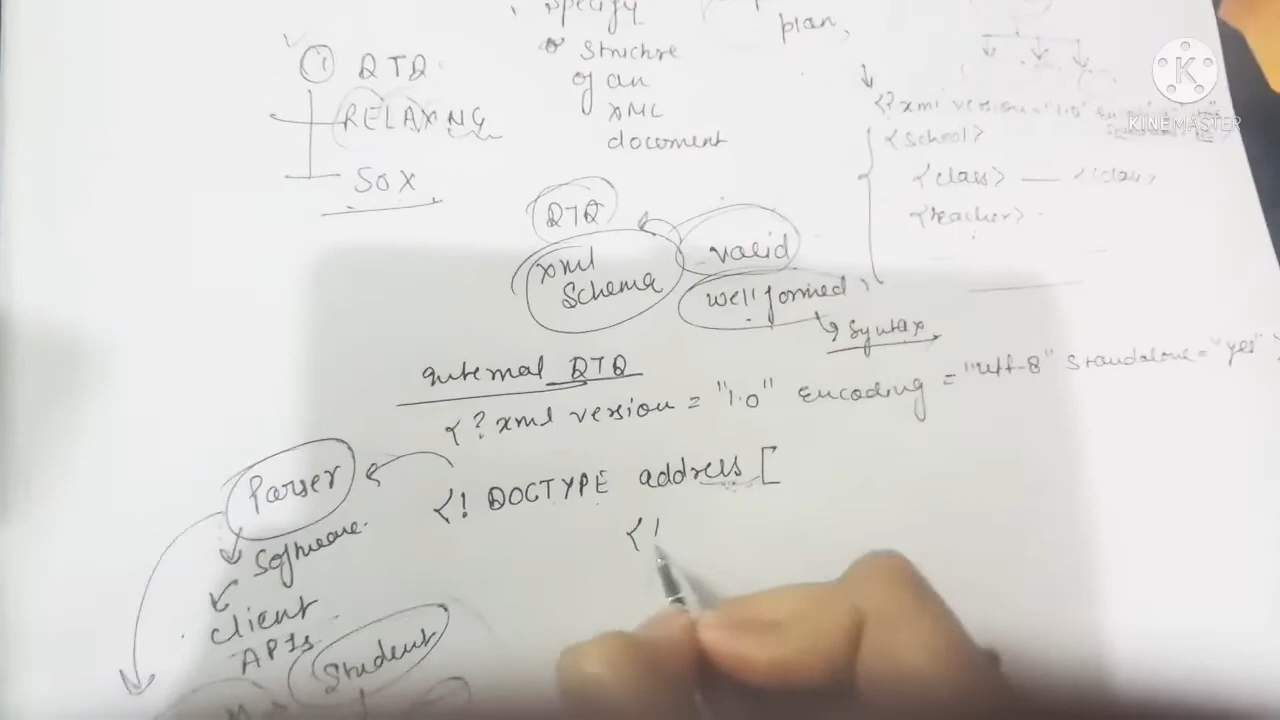 specify
plan,
structure
of an
XML
document
① DTD
RELAXNG
SOX
<?xml version="1.0"
<school>
<class> — </class>
<teacher>
KINEMASTER
DTD
valid
xml
Schema
well formed
Syntax
Internal DTD
<?xml version = "1.0" Encoding = "Utf-8" Standalone = "yes"
<! DOCTYPE address [
<!
Parser
Software
Client
APIs
Student